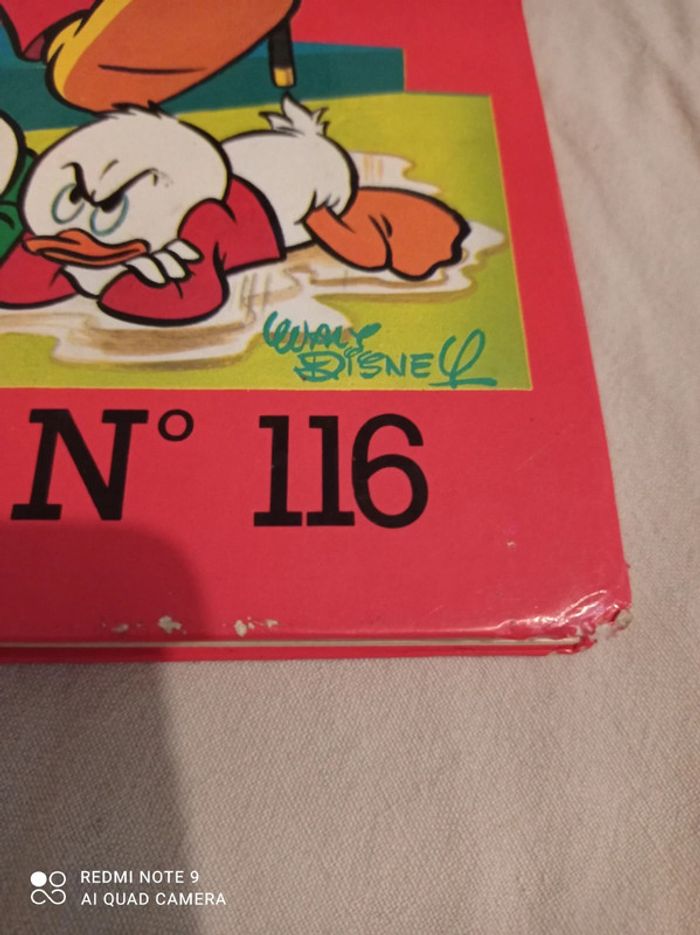 WALT
DISNEY
N° 116
REDMI NOTE 9
AI QUAD CAMERA